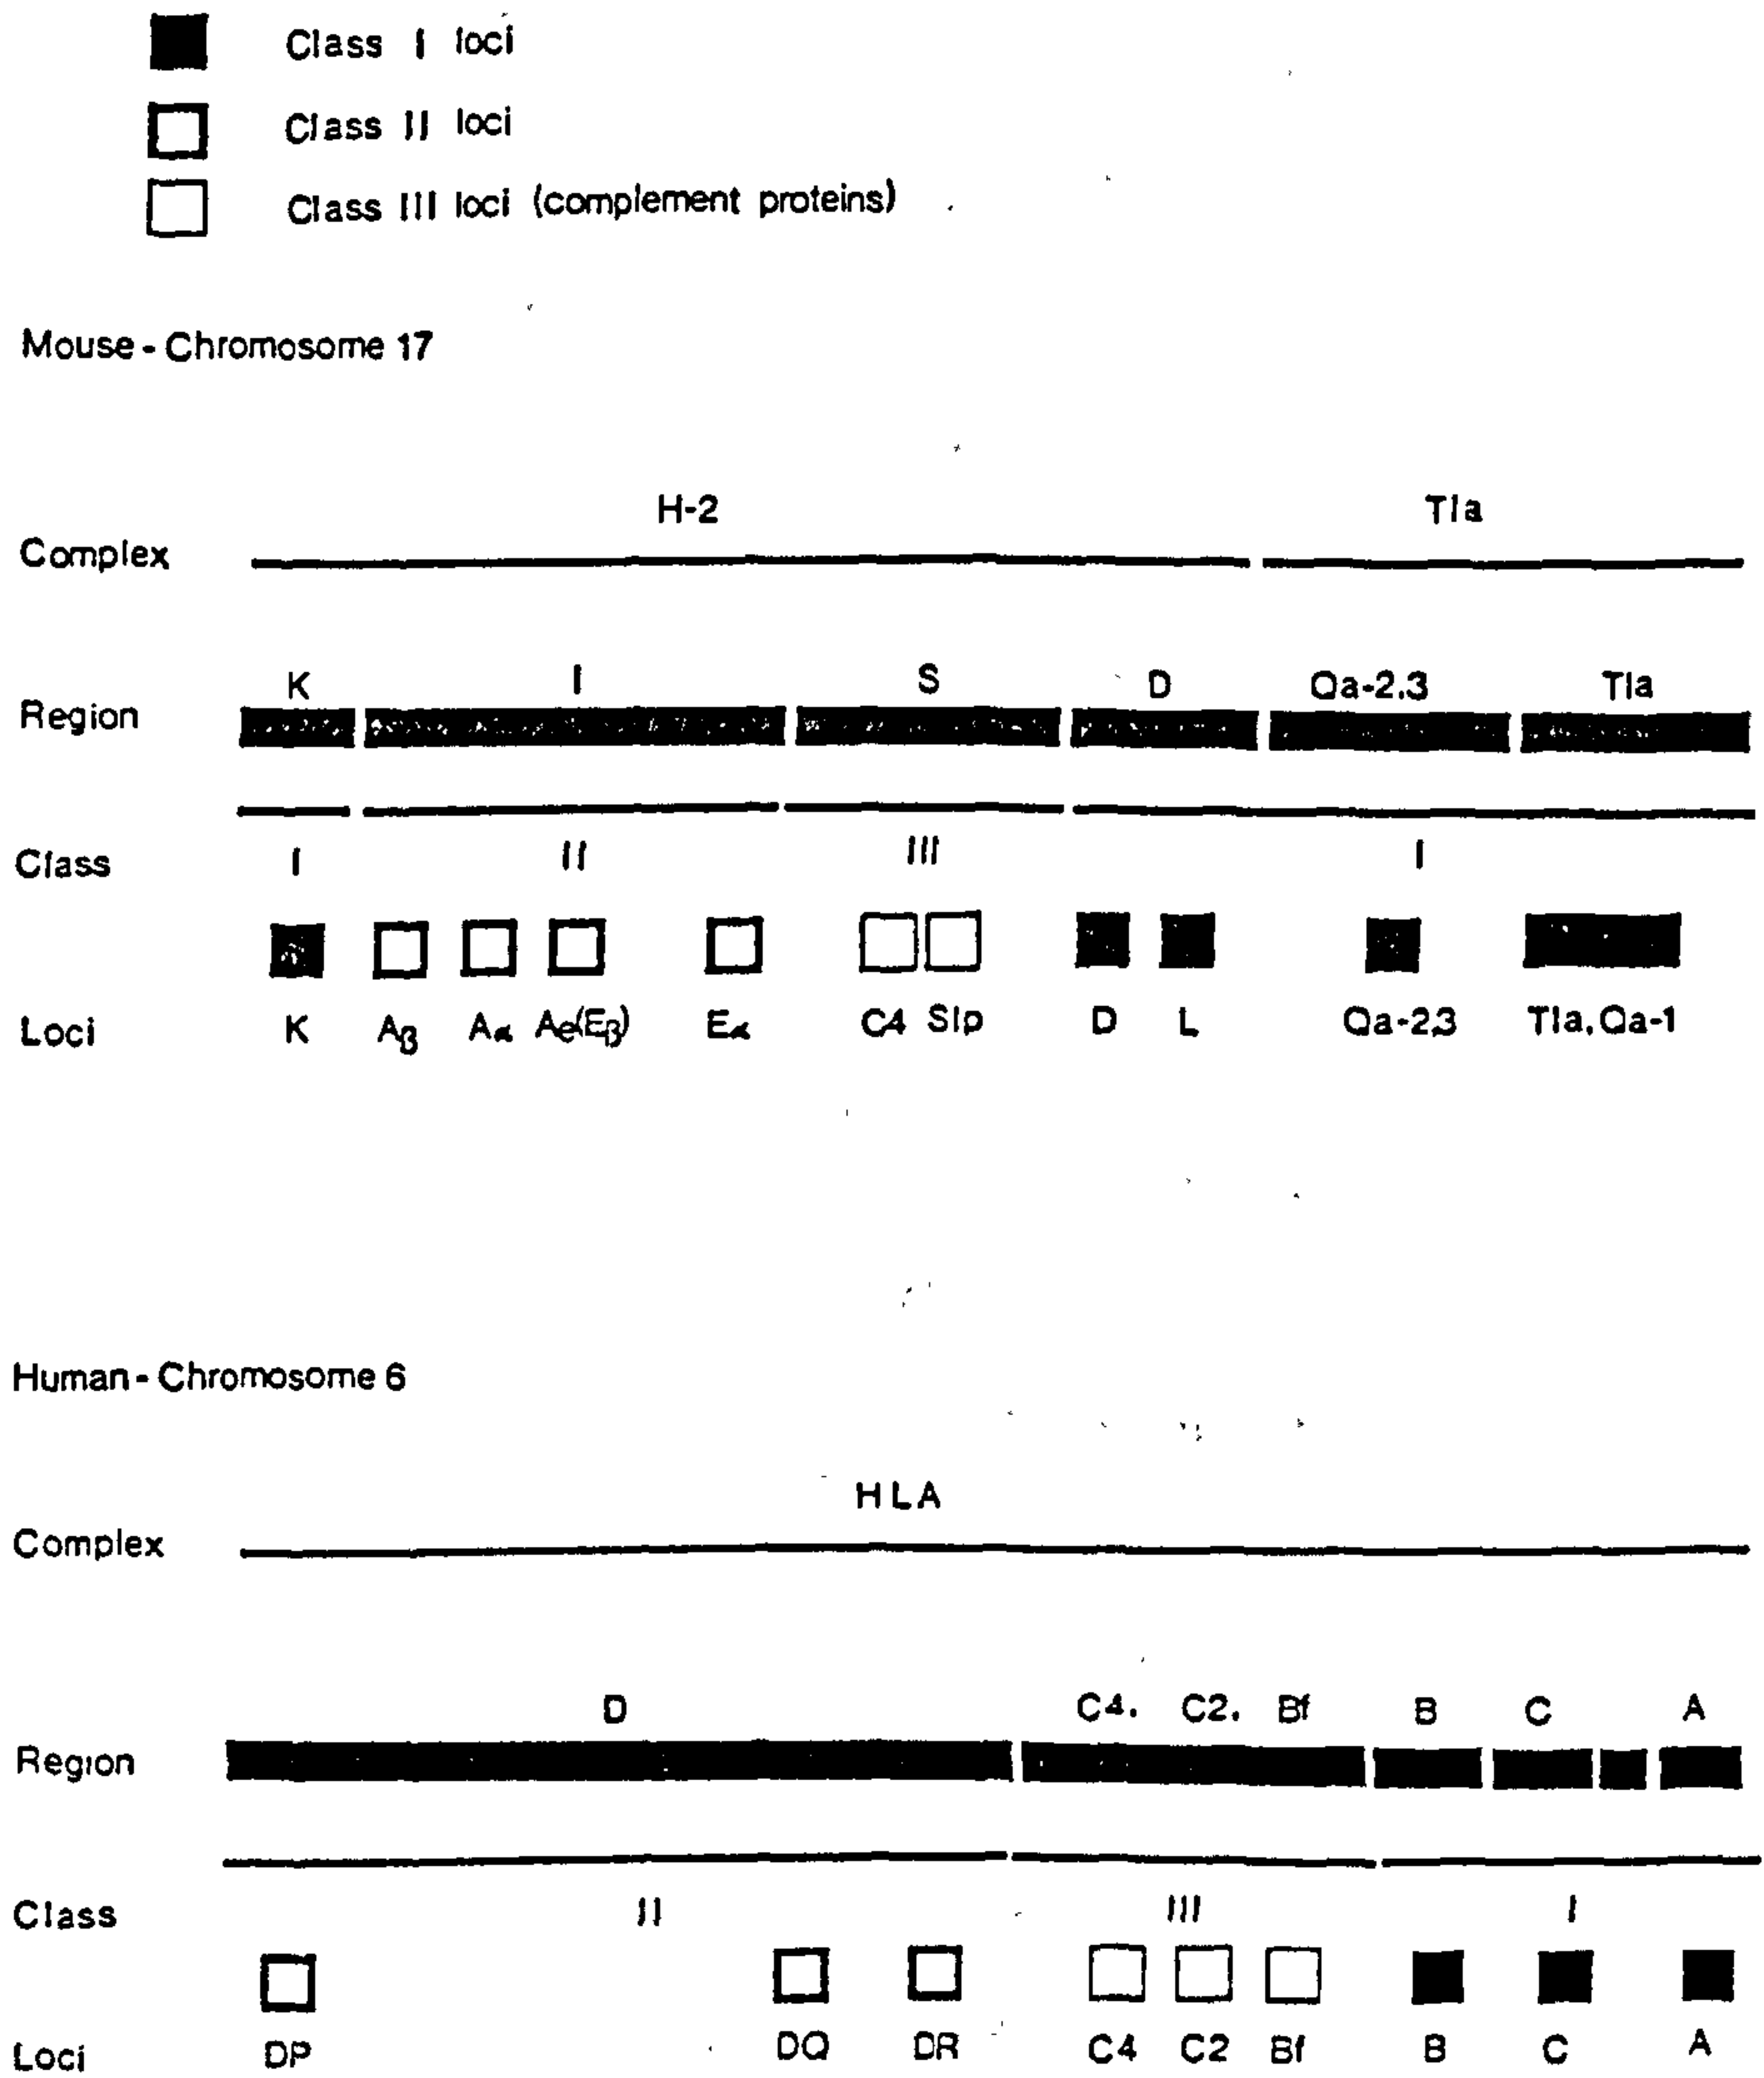 Class I loci
Class II loci
Class III loci (complement proteins)
Mouse - Chromosome 17
H-2 Tla
Complex
K I S D Qa-2.3 Tla
Region
Class I II III I
Loci K Aβ Aα Ae(Eβ) Eα C4 Slp D L Qa-2,3 Tla, Qa-1
Human - Chromosome 6
HLA
Complex
D C4. C2. Bf B C A
Region
Class II III I
Loci DP DQ DR C4 C2 Bf B C A